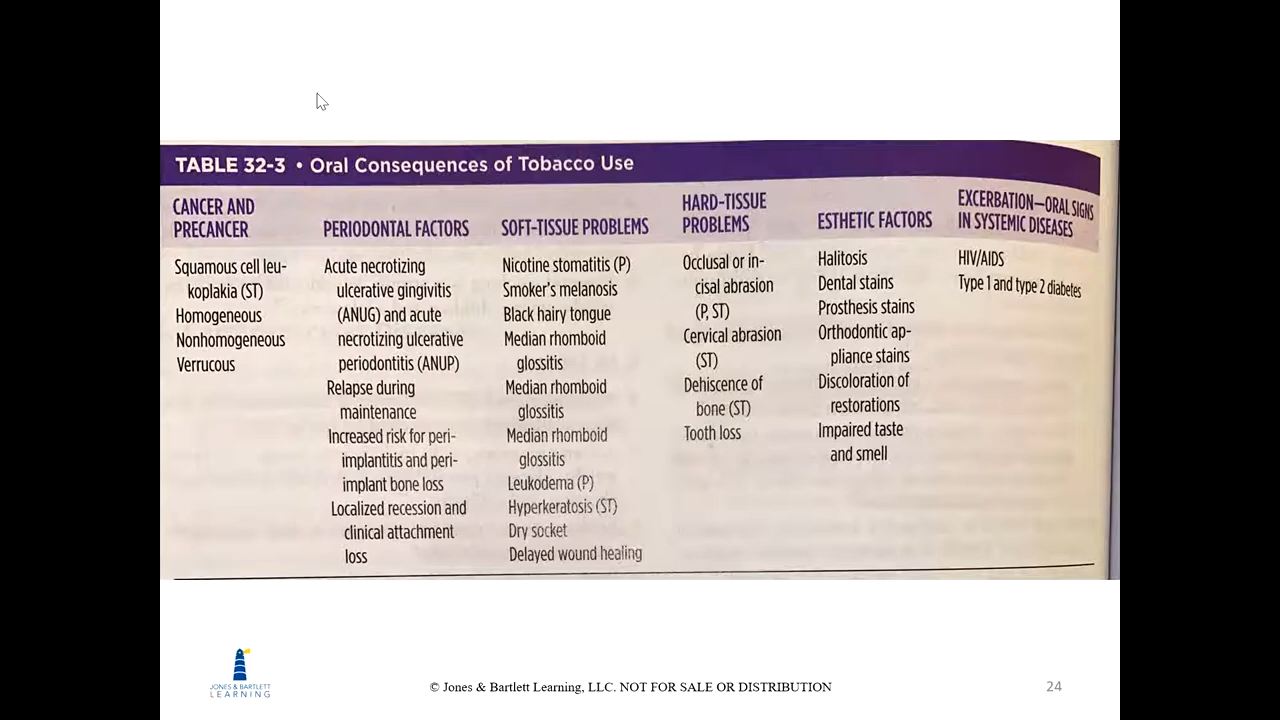 TABLE 32-3 • Oral Consequences of Tobacco Use
CANCER AND
PRECANCER
Squamous cell leu-
koplakia (ST)
Homogeneous
Nonhomogeneous
Verrucous
PERIODONTAL FACTORS
Acute necrotizing
ulcerative gingivitis
(ANUG) and acute
necrotizing ulcerative
periodontitis (ANUP)
Relapse during
maintenance
Increased risk for peri-
implantitis and peri-
implant bone loss
Localized recession and
clinical attachment
loss
SOFT-TISSUE PROBLEMS
Nicotine stomatitis (P)
Smoker's melanosis
Black hairy tongue
Median rhomboid
glossitis
Median rhomboid
glossitis
Median rhomboid
glossitis
Leukodema (P)
Hyperkeratosis (ST)
Dry socket
Delayed wound healing
HARD-TISSUE
PROBLEMS
Occlusal or in-
cisal abrasion
(P, ST)
Cervical abrasion
(ST)
Dehiscence of
bone (ST)
Tooth loss
ESTHETIC FACTORS
Halitosis
Dental stains
Prosthesis stains
Orthodontic ap-
pliance stains
Discoloration of
restorations
Impaired taste
and smell
EXCERBATION—ORAL SIGNS
IN SYSTEMIC DISEASES
HIV/AIDS
Type 1 and type 2 diabetes
JONES & BARTLETT
LEARNING
© Jones & Bartlett Learning, LLC. NOT FOR SALE OR DISTRIBUTION
24